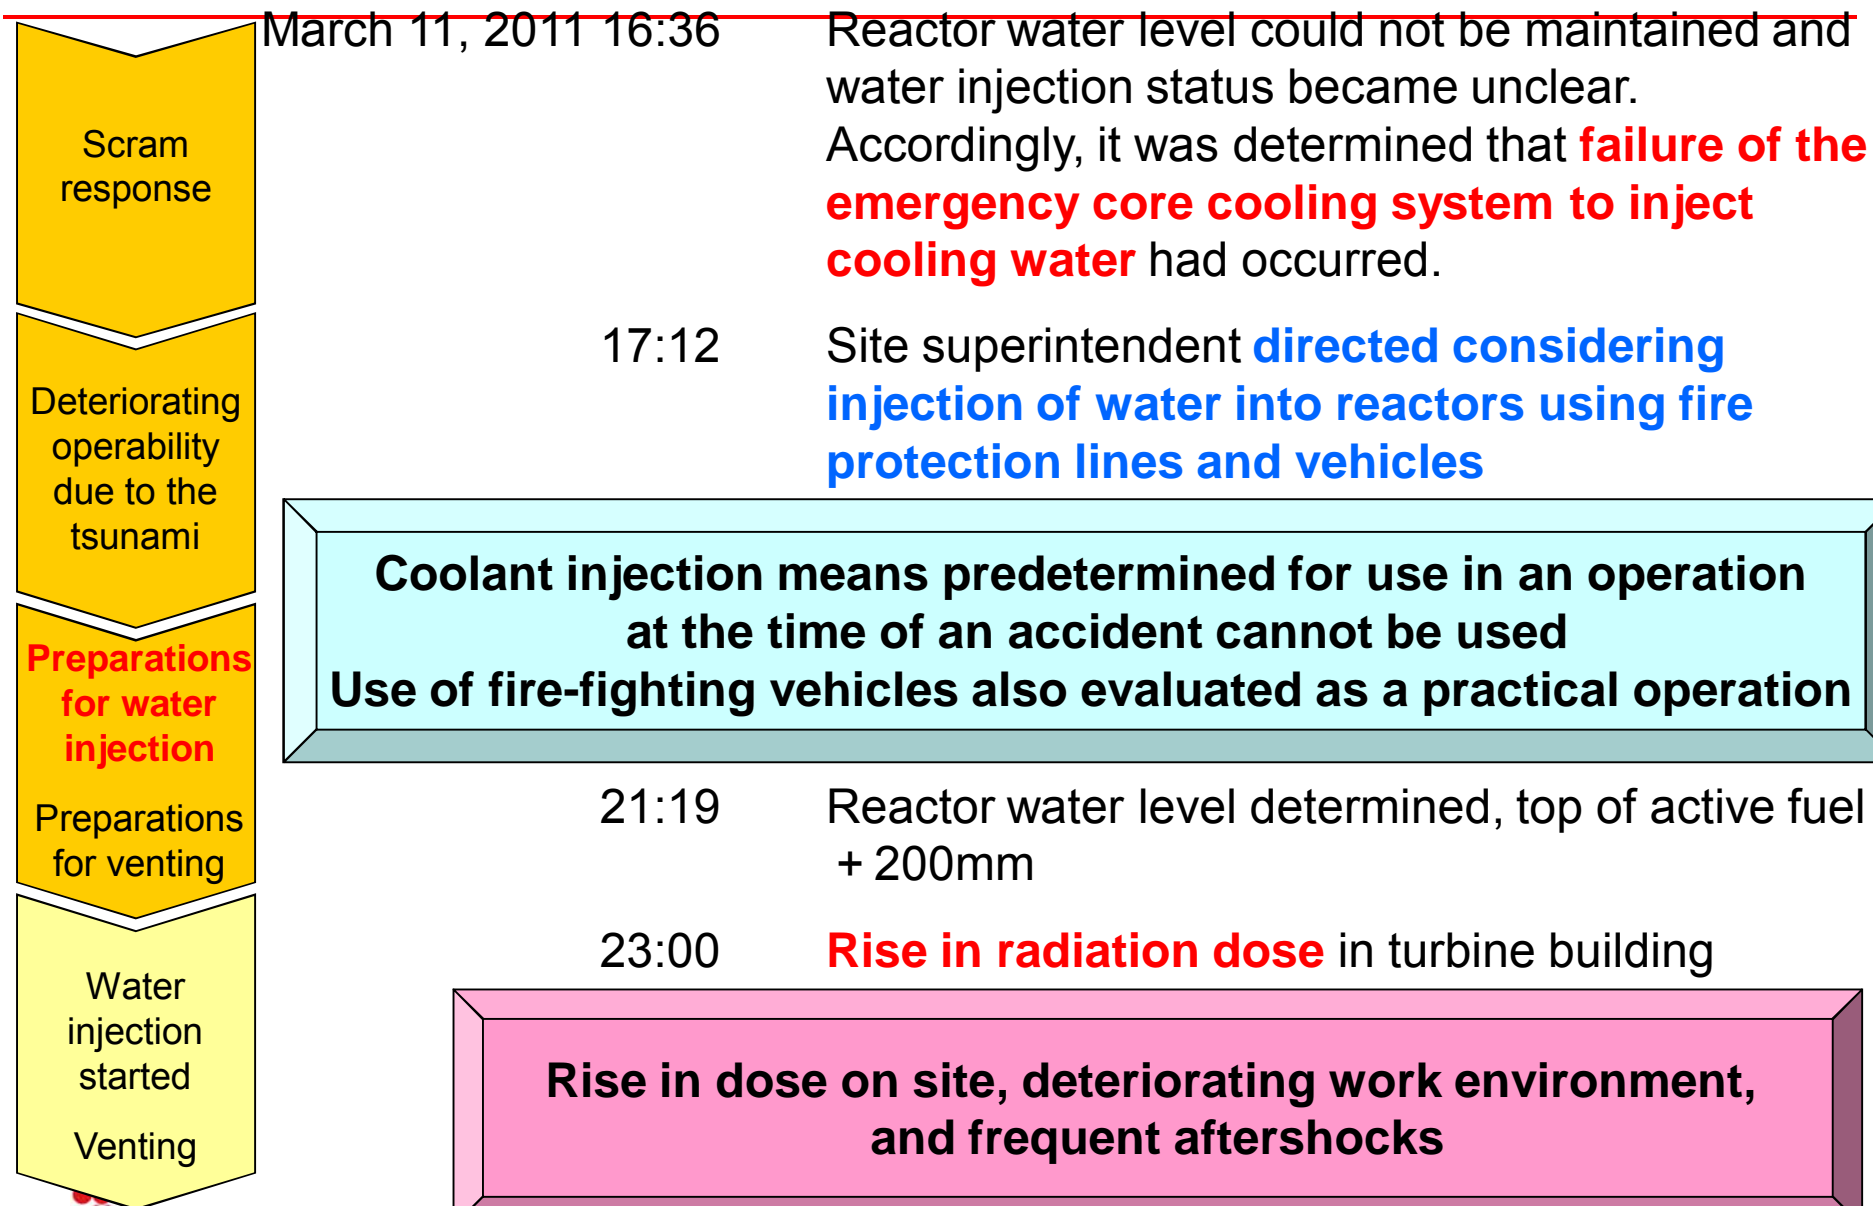 Scram
response
Deteriorating
operability
due to the
tsunami
Preparations
for water
injection
Preparations
for venting
Water
injection
started
Venting
March 11, 2011 16:36 Reactor water level could not be maintained and
water injection status became unclear.
Accordingly, it was determined that failure of the
emergency core cooling system to inject
cooling water had occurred.
17:12 Site superintendent directed considering
injection of water into reactors using fire
protection lines and vehicles
Coolant injection means predetermined for use in an operation
at the time of an accident cannot be used
Use of fire-fighting vehicles also evaluated as a practical operation
21:19 Reactor water level determined, top of active fuel
+ 200mm
23:00 Rise in radiation dose in turbine building
Rise in dose on site, deteriorating work environment,
and frequent aftershocks